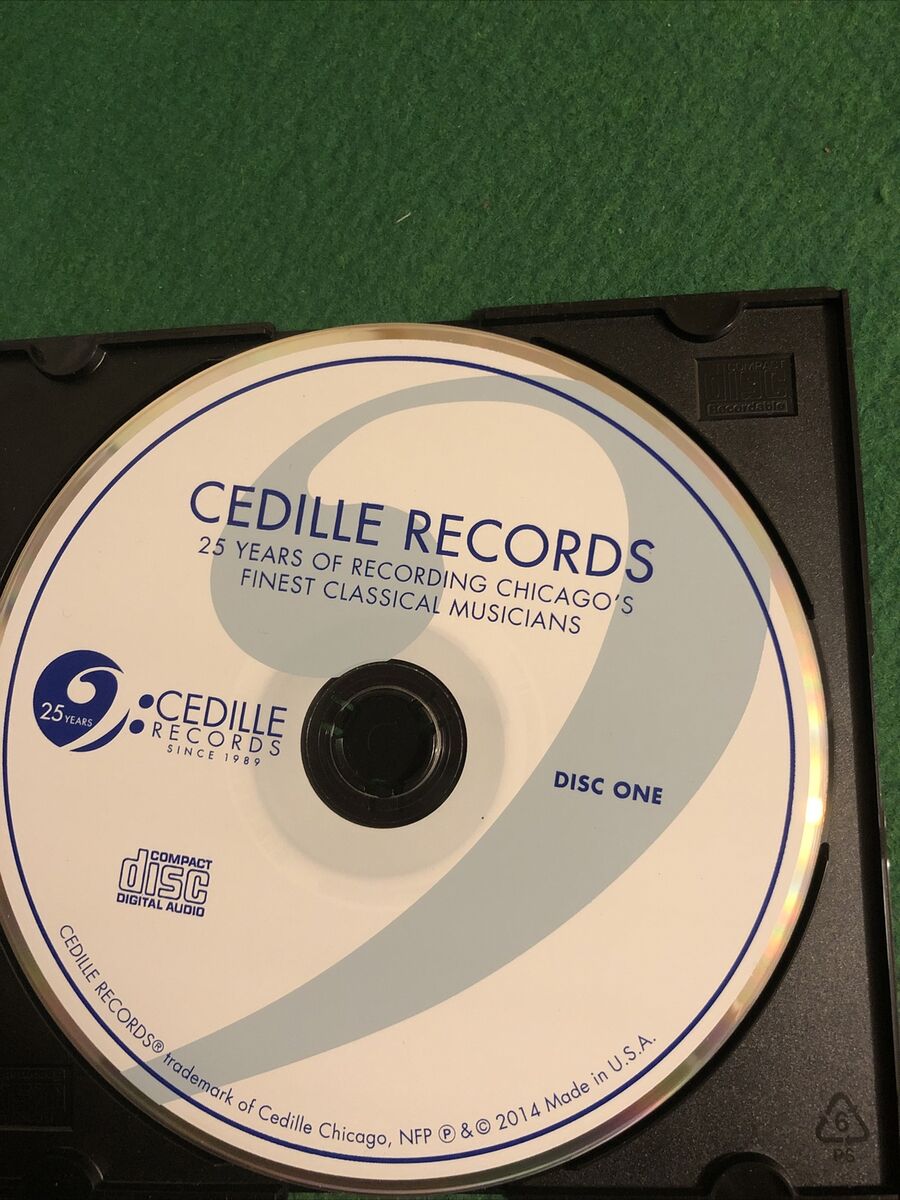 COMPACT
disc
Recordable
CEDILLE RECORDS
25 YEARS OF RECORDING CHICAGO'S
FINEST CLASSICAL MUSICIANS
25 YEARS
CEDILLE
RECORDS
SINCE 1989
DISC ONE
COMPACT
disc
DIGITAL AUDIO
CEDILLE RECORDS® trademark of Cedille Chicago, NFP ℗ & © 2014 Made in U.S.A.
6
PS